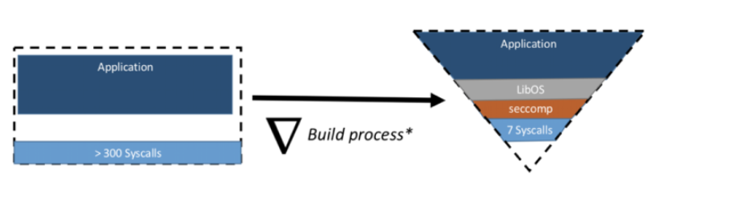 Application
> 300 Syscalls
Build process*
Application
LibOS
seccomp
7 Syscalls